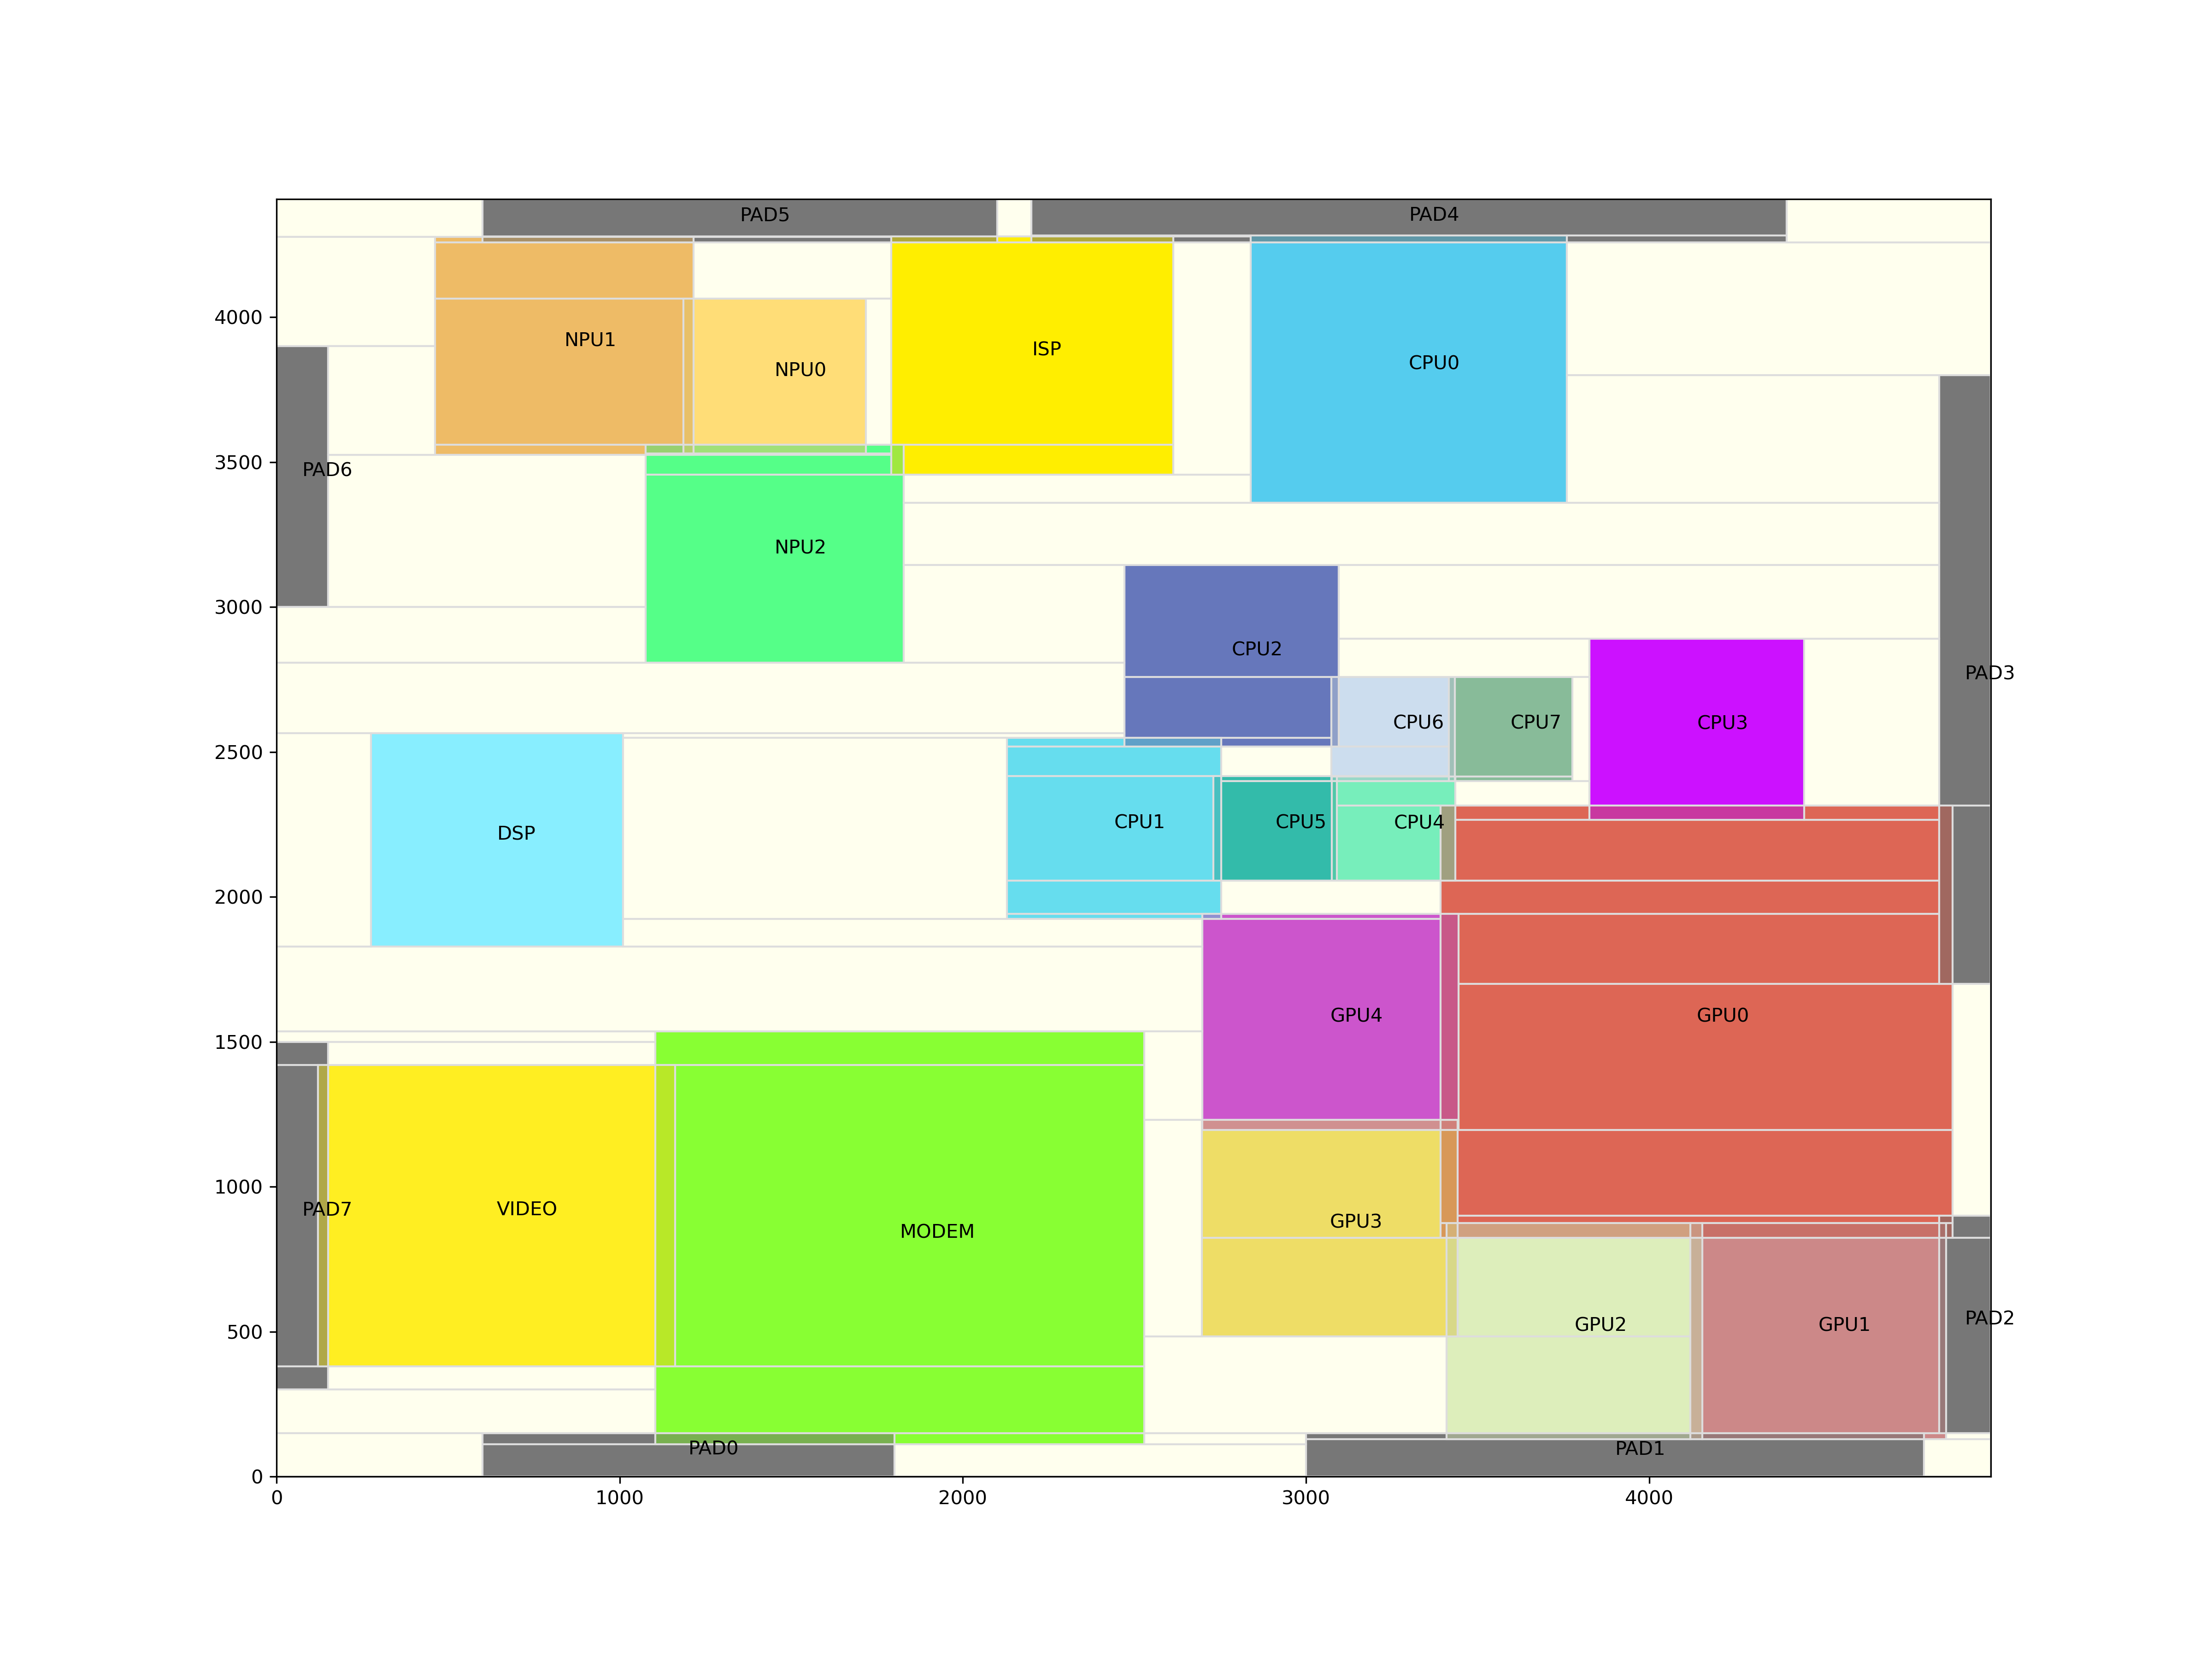 PAD5 PAD4
4000
NPU1 NPU0 ISP CPU0
3500
PAD6
NPU2
3000
CPU2
PAD3
CPU6 CPU7 CPU3
2500
DSP CPU1 CPU5 CPU4
2000
GPU4 GPU0
1500
PAD7 VIDEO MODEM GPU3
1000
500
GPU2 GPU1 PAD2
PAD0 PAD1
0
0 1000 2000 3000 4000